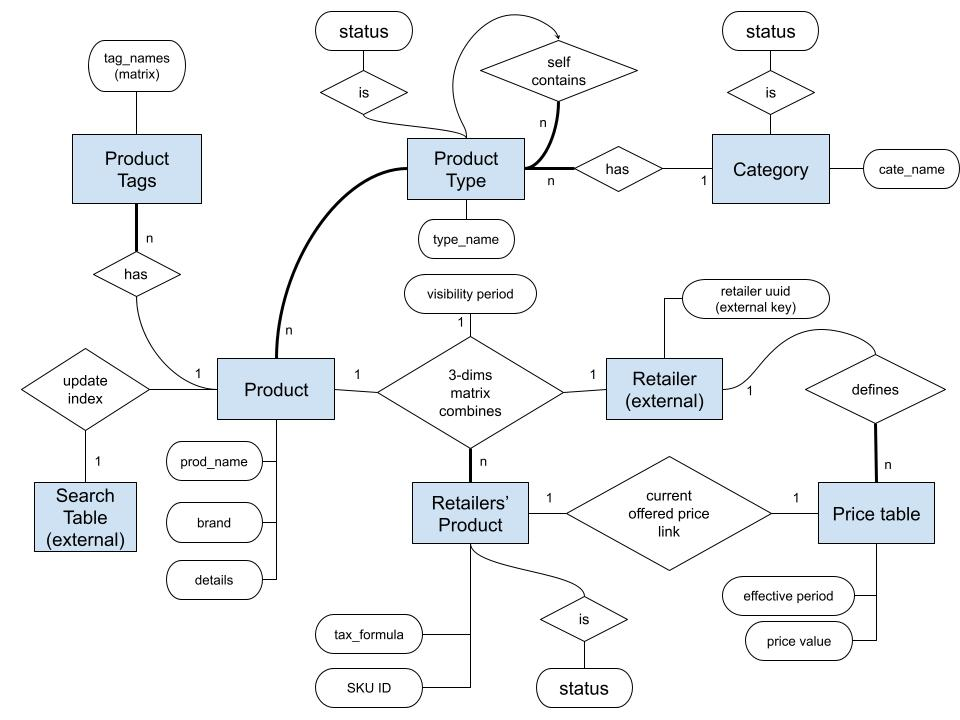 status
status
tag_names
(matrix)
self
contains
is
is
n
Product
Tags
Product
Type
n
has
1
Category
cate_name
n
type_name
has
visibility period
1
retailer uuid
(external key)
n
1
update
index
Product
1
3-dims
matrix
combines
1
Retailer
(external)
1
defines
1
n
n
prod_name
Search
Table
(external)
brand
details
Retailers’
Product
1
current
offered price
link
1
Price table
effective period
price value
tax_formula
is
SKU ID
status